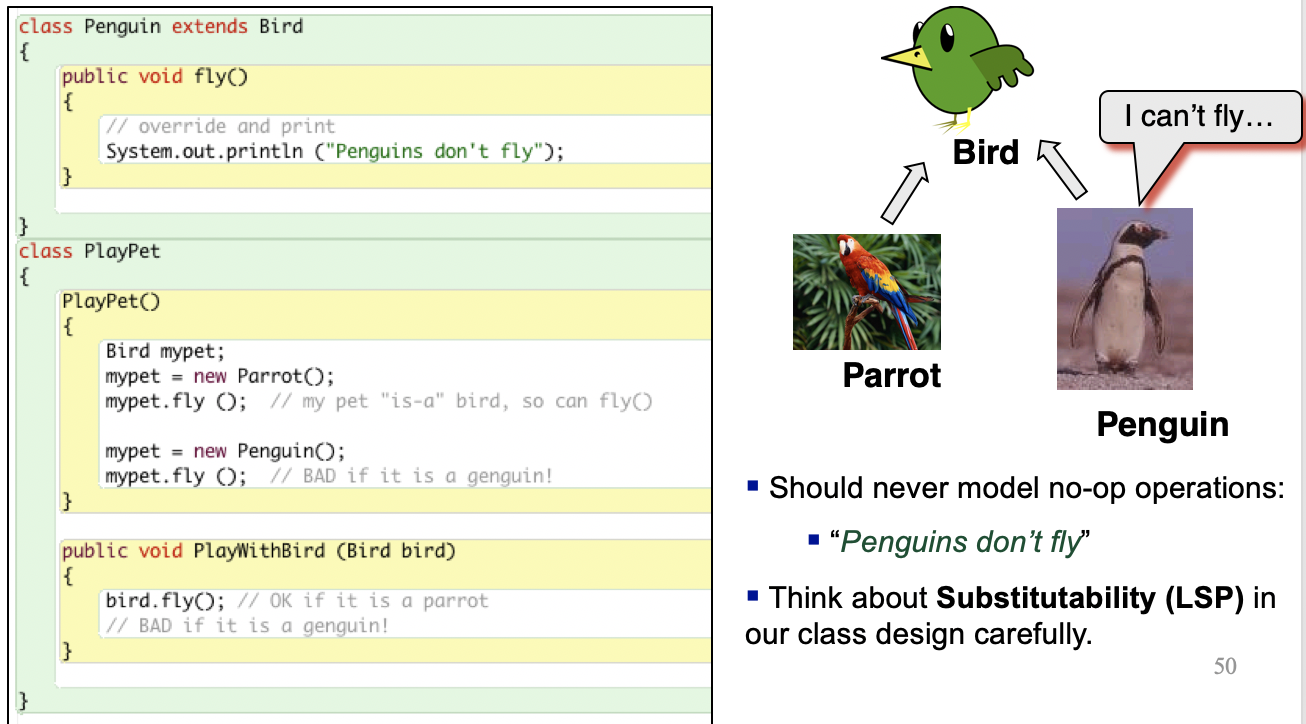 class Penguin extends Bird
{
public void fly()
{
// override and print
System.out.println ("Penguins don't fly");
}
}
class PlayPet
{
PlayPet()
{
Bird mypet;
mypet = new Parrot();
mypet.fly ();  // my pet "is-a" bird, so can fly()
mypet = new Penguin();
mypet.fly ();  // BAD if it is a genguin!
}
public void PlayWithBird (Bird bird)
{
bird.fly(); // OK if it is a parrot
// BAD if it is a genguin!
}
}
I can't fly…
Bird
Parrot
Penguin
▪ Should never model no-op operations:
▪ “Penguins don’t fly”
▪ Think about Substitutability (LSP) in
our class design carefully.
50